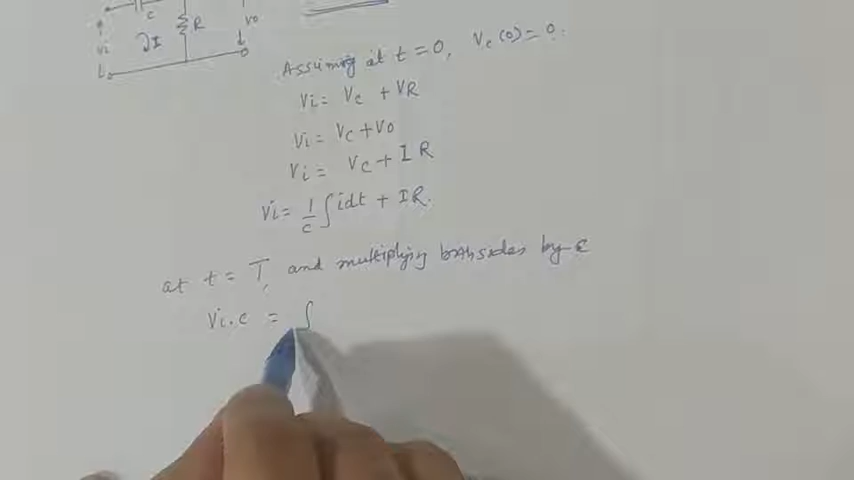 C
Vi
I
R
Vo
Assuming at t = 0, Vc (0) = 0.
Vi = Vc + VR
Vi = Vc + Vo
Vi = Vc + I R
Vi = 1/c ∫ idt + IR.
at t = T, and multiplying bothsides by c
Vi.c = ∫